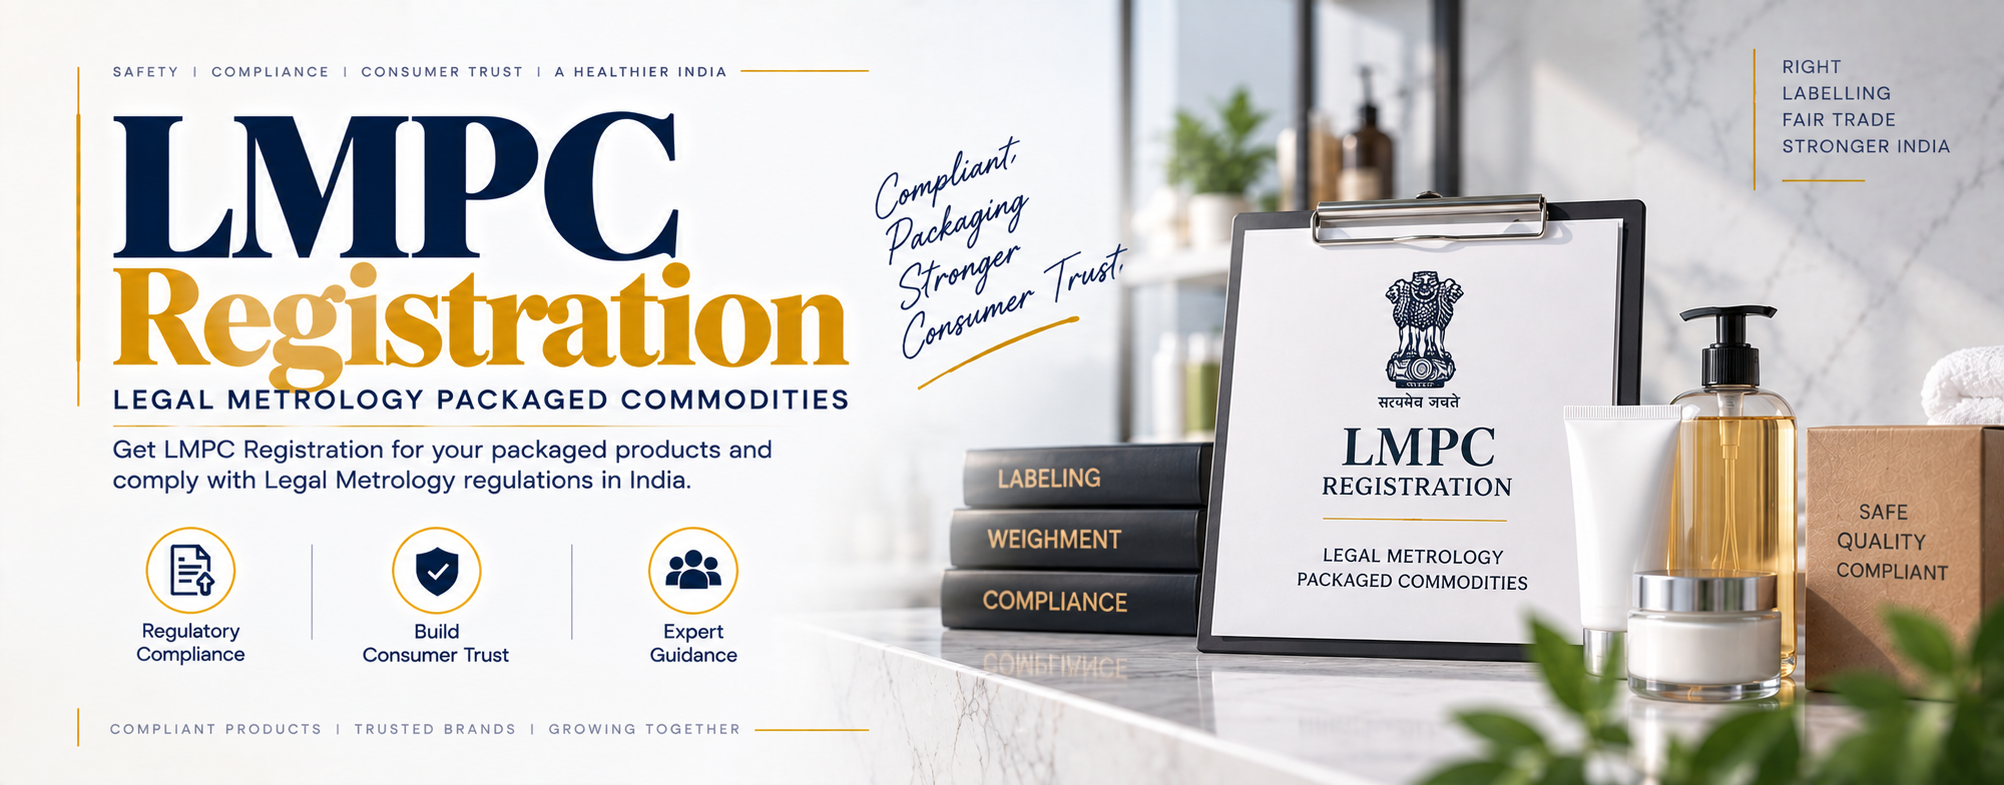 SAFETY | COMPLIANCE | CONSUMER TRUST | A HEALTHIER INDIA
LMPC
Registration
LEGAL METROLOGY PACKAGED COMMODITIES
Get LMPC Registration for your packaged products and
comply with Legal Metrology regulations in India.
Regulatory
Compliance
Build
Consumer Trust
Expert
Guidance
COMPLIANT PRODUCTS | TRUSTED BRANDS | GROWING TOGETHER
Compliant,
Packaging
Stronger
Consumer Trust,
LABELING
WEIGHMENT
COMPLIANCE
सत्यमेव जयते
LMPC
REGISTRATION
LEGAL METROLOGY
PACKAGED COMMODITIES
RIGHT
LABELLING
FAIR TRADE
STRONGER INDIA
SAFE
QUALITY
COMPLIANT